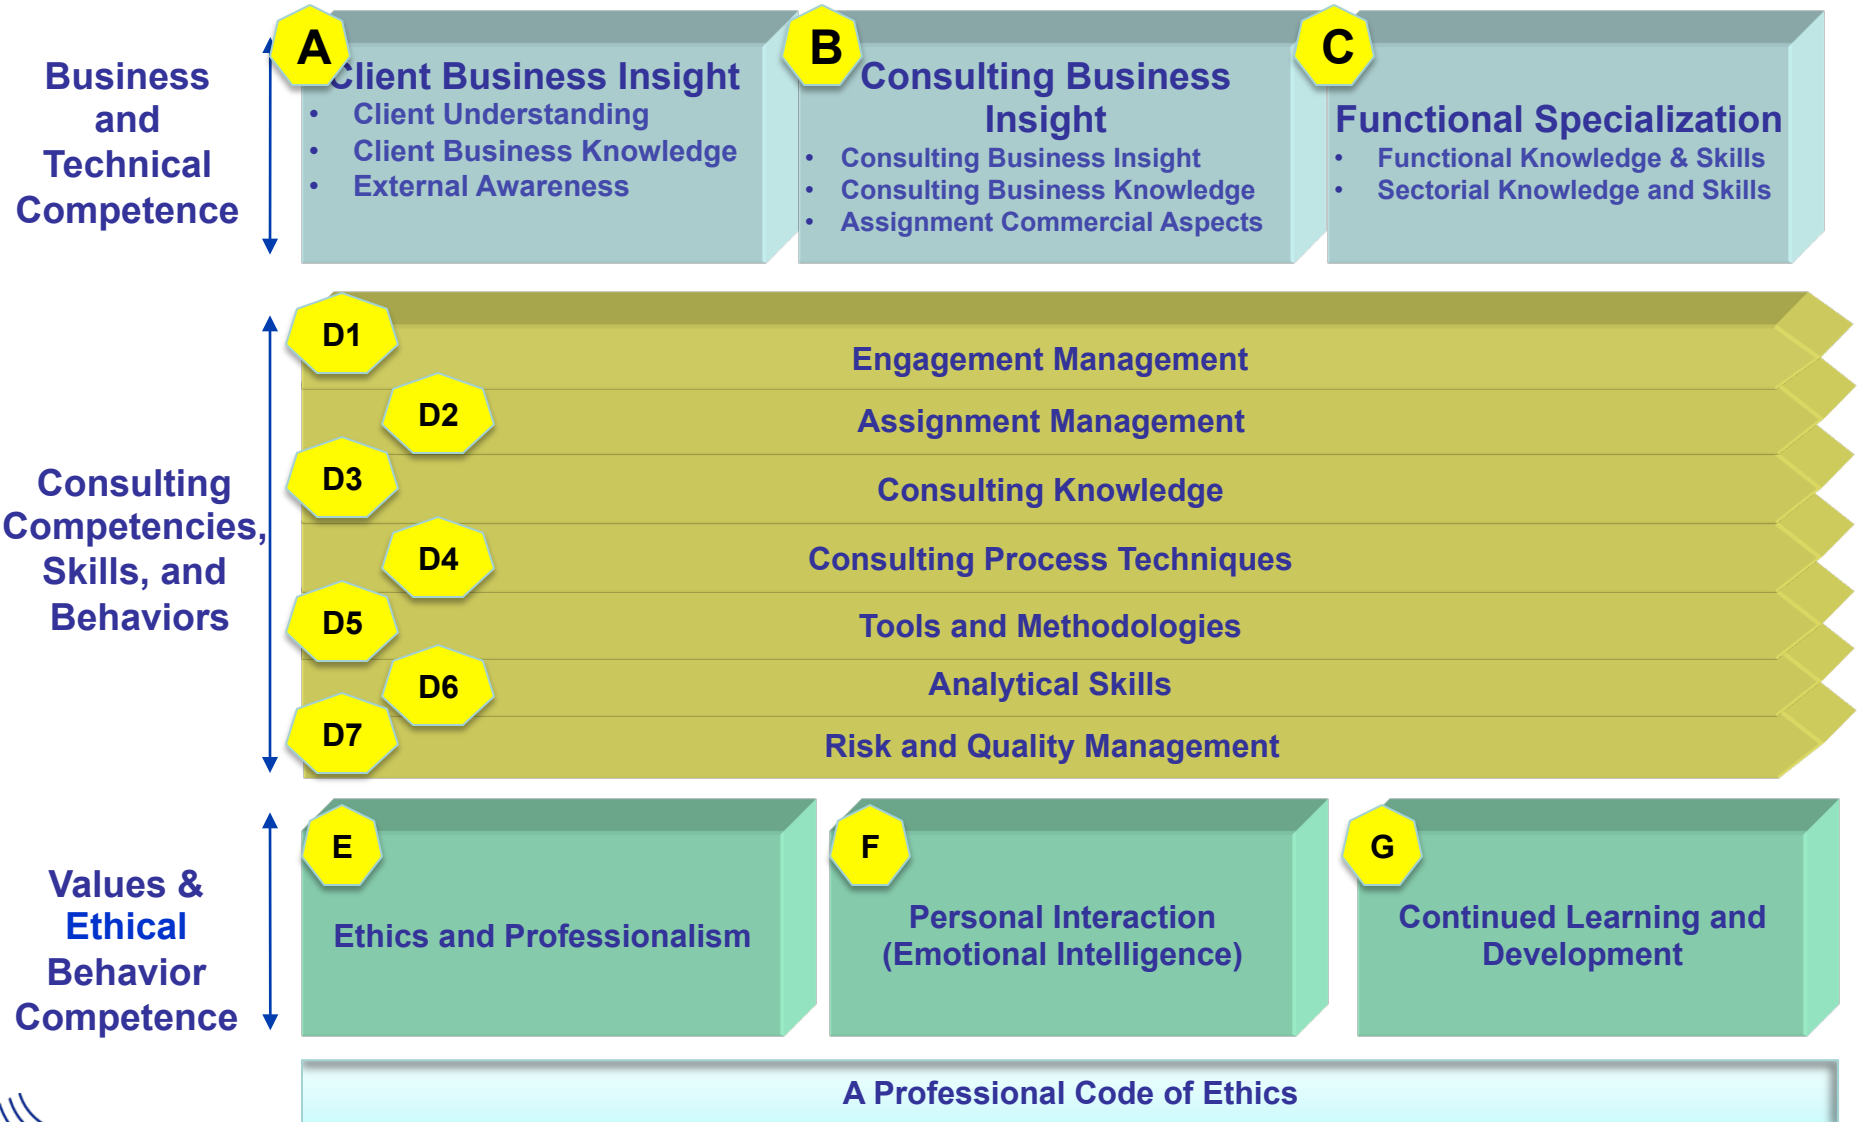 Business
and
Technical
Competence
A
Client Business Insight
• Client Understanding
• Client Business Knowledge
• External Awareness
B
Consulting Business
Insight
• Consulting Business Insight
• Consulting Business Knowledge
• Assignment Commercial Aspects
C
Functional Specialization
• Functional Knowledge & Skills
• Sectorial Knowledge and Skills
Consulting
Competencies,
Skills, and
Behaviors
D1
Engagement Management
D2
Assignment Management
D3
Consulting Knowledge
D4
Consulting Process Techniques
D5
Tools and Methodologies
D6
Analytical Skills
D7
Risk and Quality Management
Values &
Ethical
Behavior
Competence
E
Ethics and Professionalism
F
Personal Interaction
(Emotional Intelligence)
G
Continued Learning and
Development
A Professional Code of Ethics